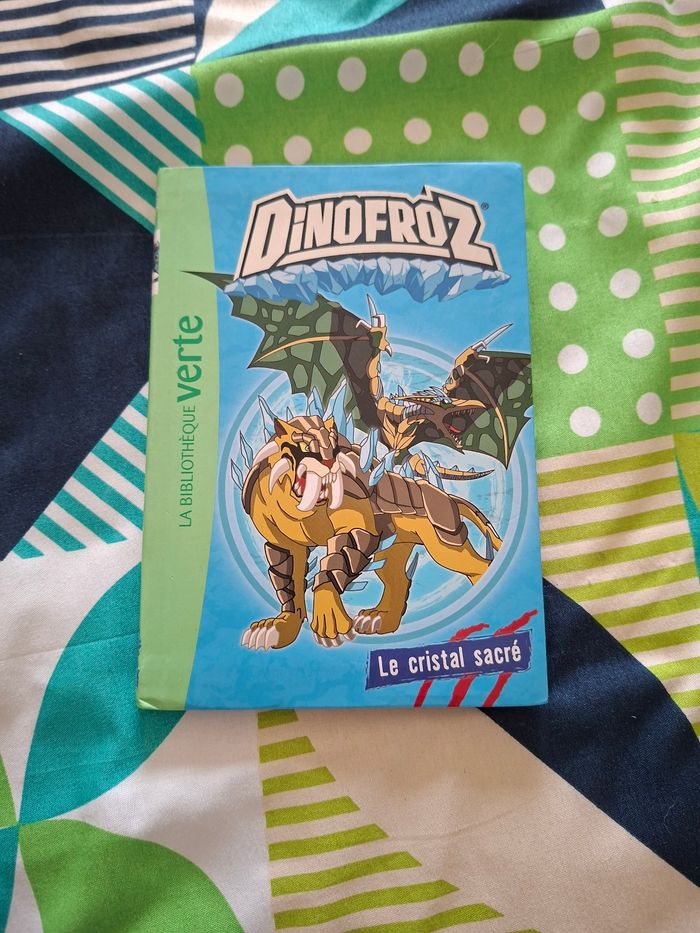 DINOFROZ®
LA BIBLIOTHÈQUE verte
Le cristal sacré